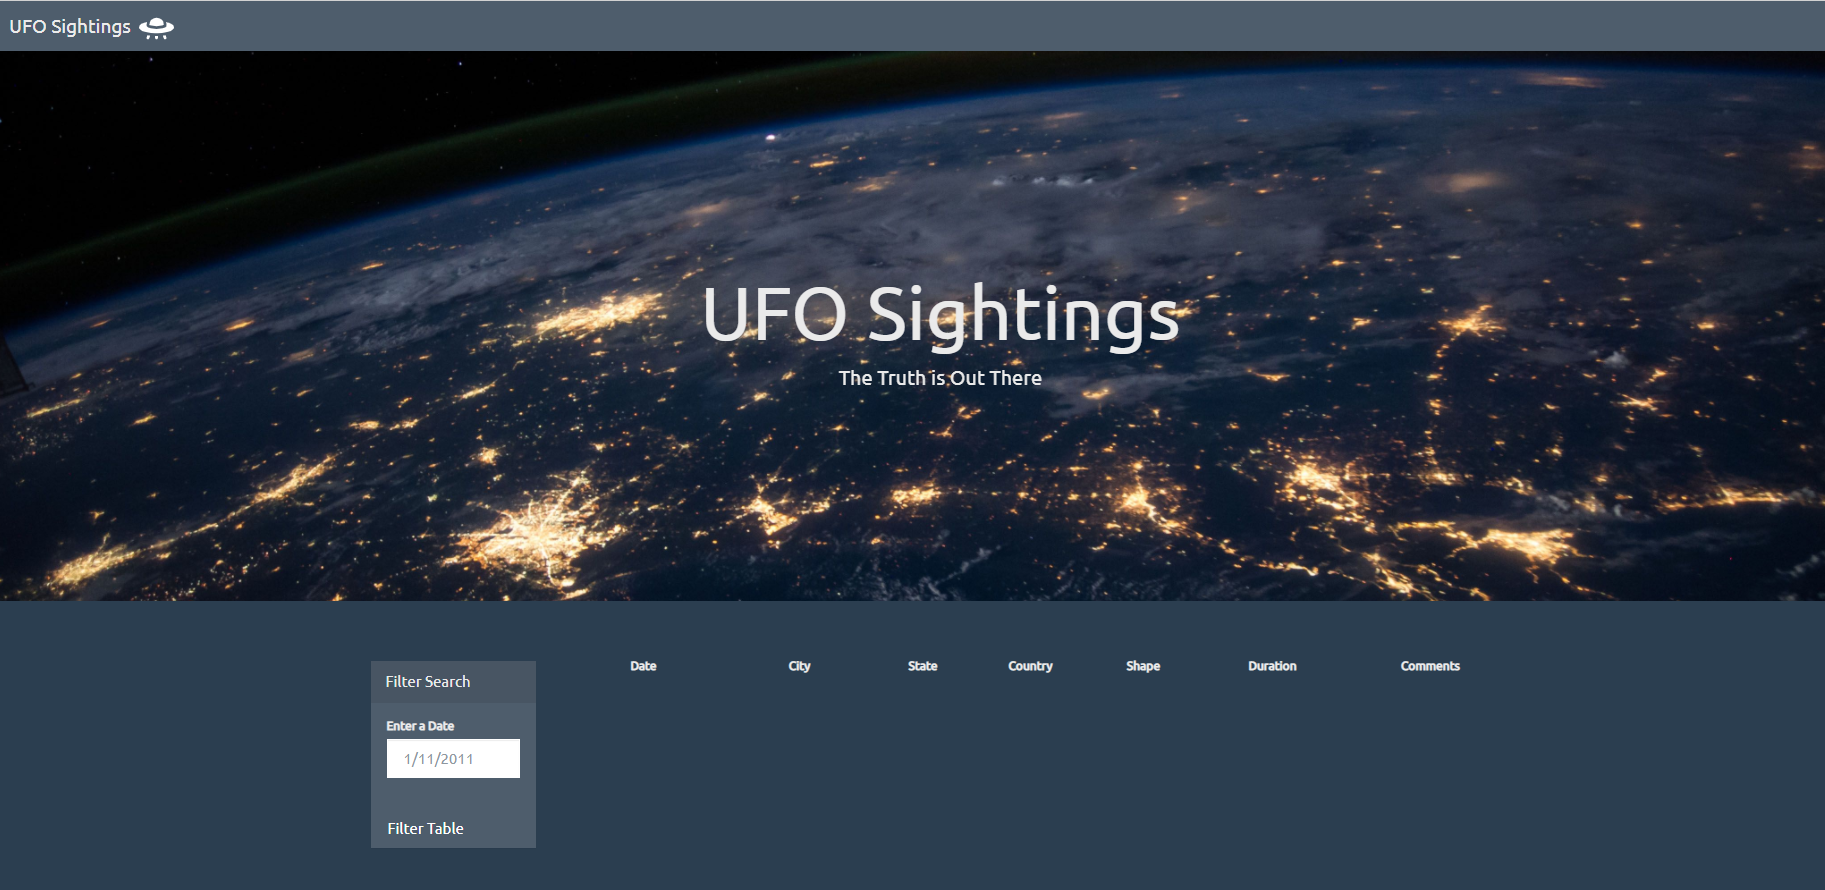 UFO Sightings
UFO Sightings
The Truth is Out There
Filter Search
Enter a Date
1/11/2011
Filter Table
Date City State Country Shape Duration Comments